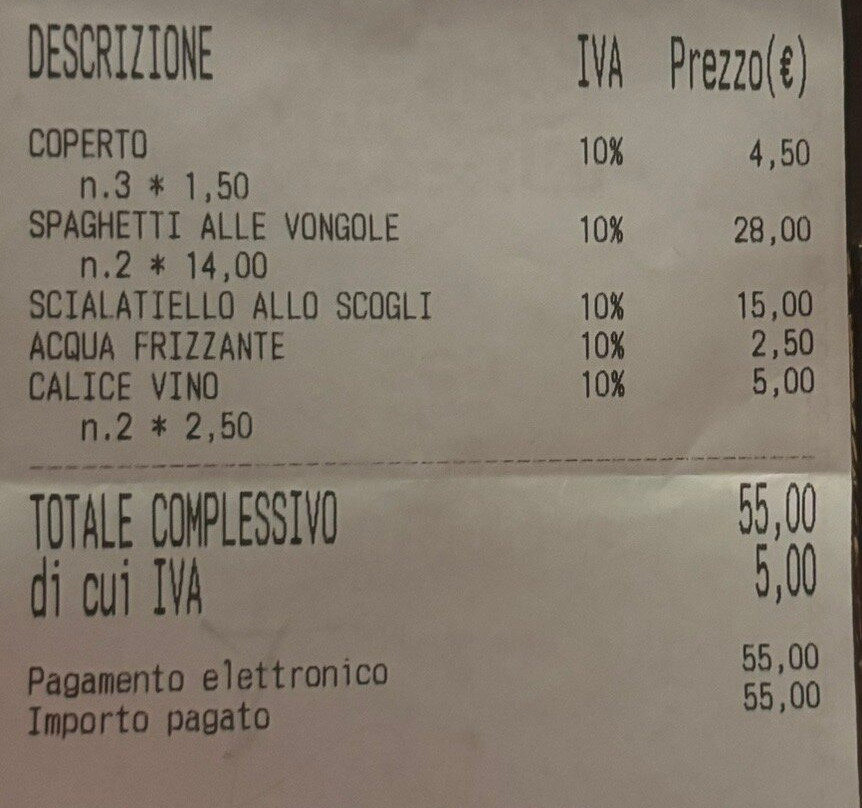 DESCRIZIONE IVA Prezzo(€)
COPERTO 10% 4,50
n.3 * 1,50
SPAGHETTI ALLE VONGOLE 10% 28,00
n.2 * 14,00
SCIALATIELLO ALLO SCOGLI 10% 15,00
ACQUA FRIZZANTE 10% 2,50
CALICE VINO 10% 5,00
n.2 * 2,50
TOTALE COMPLESSIVO 55,00
di cui IVA 5,00
Pagamento elettronico 55,00
Importo pagato 55,00